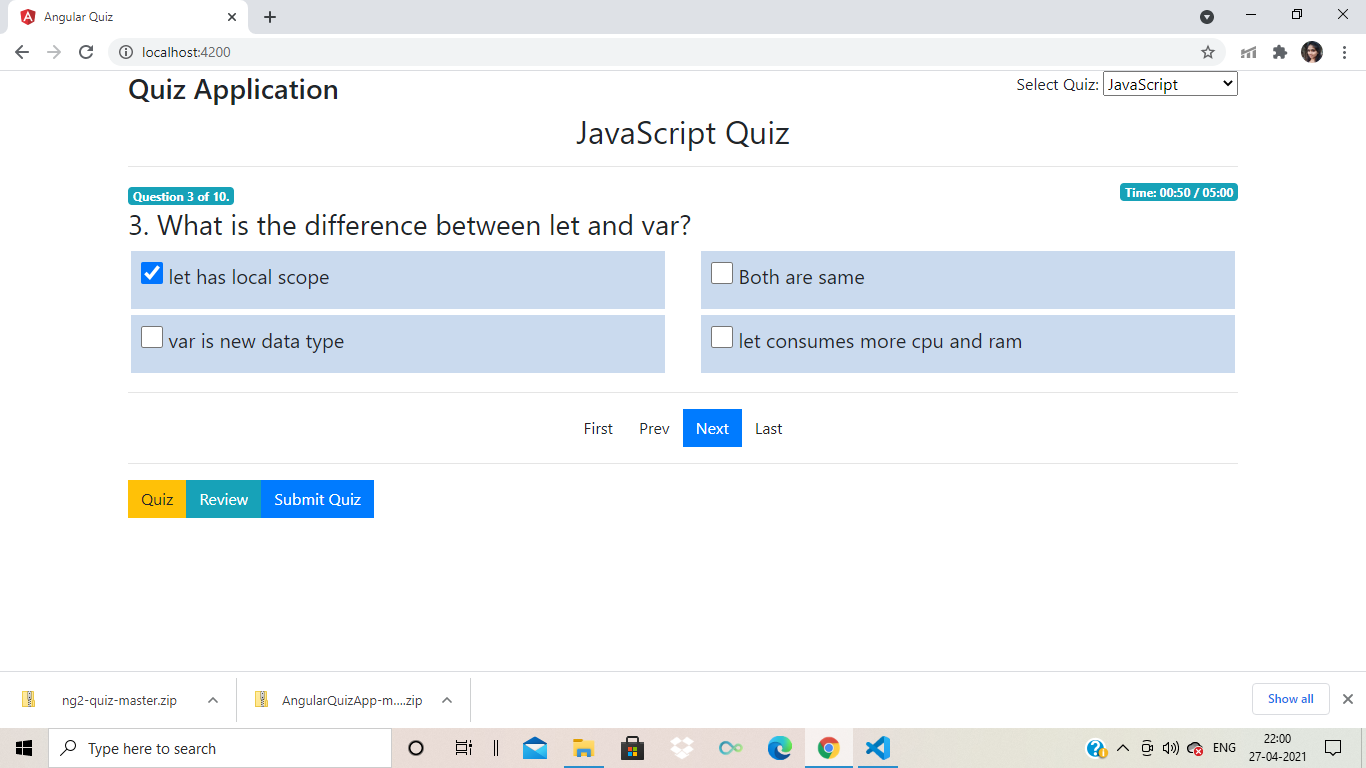 Angular Quiz
localhost:4200
Quiz Application
Select Quiz: JavaScript
JavaScript Quiz
Question 3 of 10.
Time: 00:50 / 05:00
3. What is the difference between let and var?
let has local scope
Both are same
var is new data type
let consumes more cpu and ram
First Prev Next Last
Quiz Review Submit Quiz
ng2-quiz-master.zip
AngularQuizApp-m....zip
Show all
Type here to search
ENG
22:00
27-04-2021